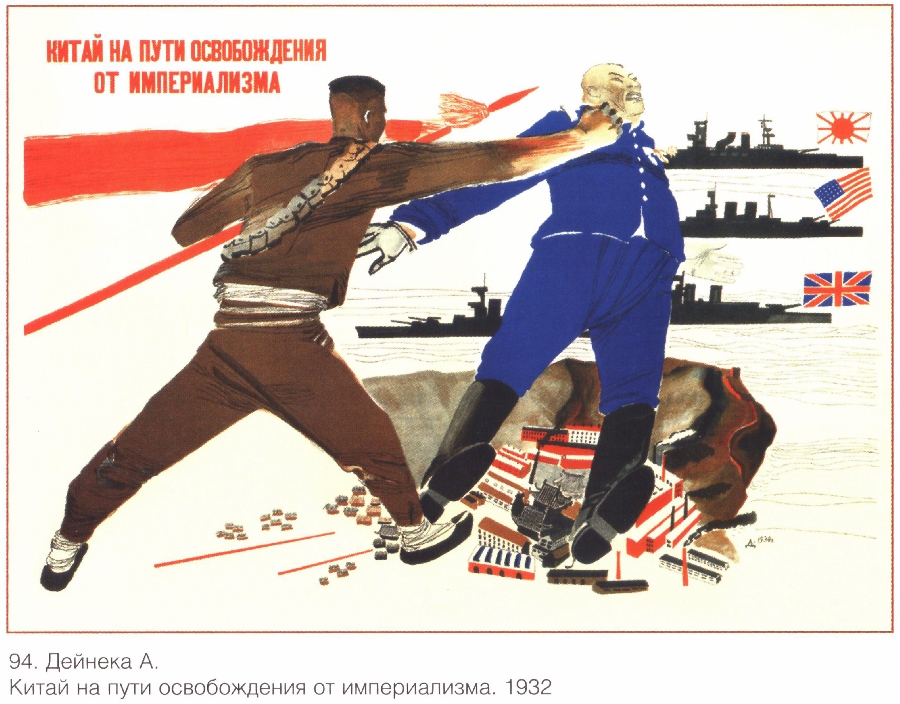 КИТАЙ НА ПУТИ ОСВОБОЖДЕНИЯ
ОТ ИМПЕРИАЛИЗМА
94. Дейнека А.
Китай на пути освобождения от империализма. 1932